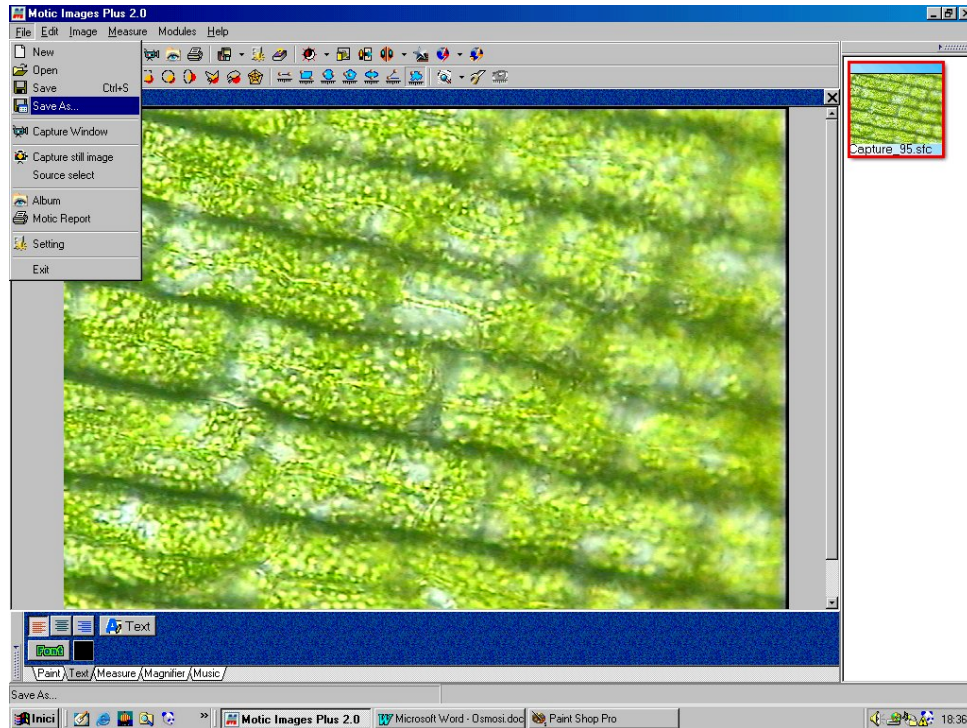 Motic Images Plus 2.0
File Edit Image Measure Modules Help
New
Open
Save Ctrl+S
Save As...
Capture Window
Capture still image
Source select
Album
Motic Report
Setting
Exit
Capture_95.sfc
Text
Font
Paint Text Measure Magnifier Music
Save As...
Inici » Motic Images Plus 2.0 Microsoft Word - Osmosi.doc Paint Shop Pro